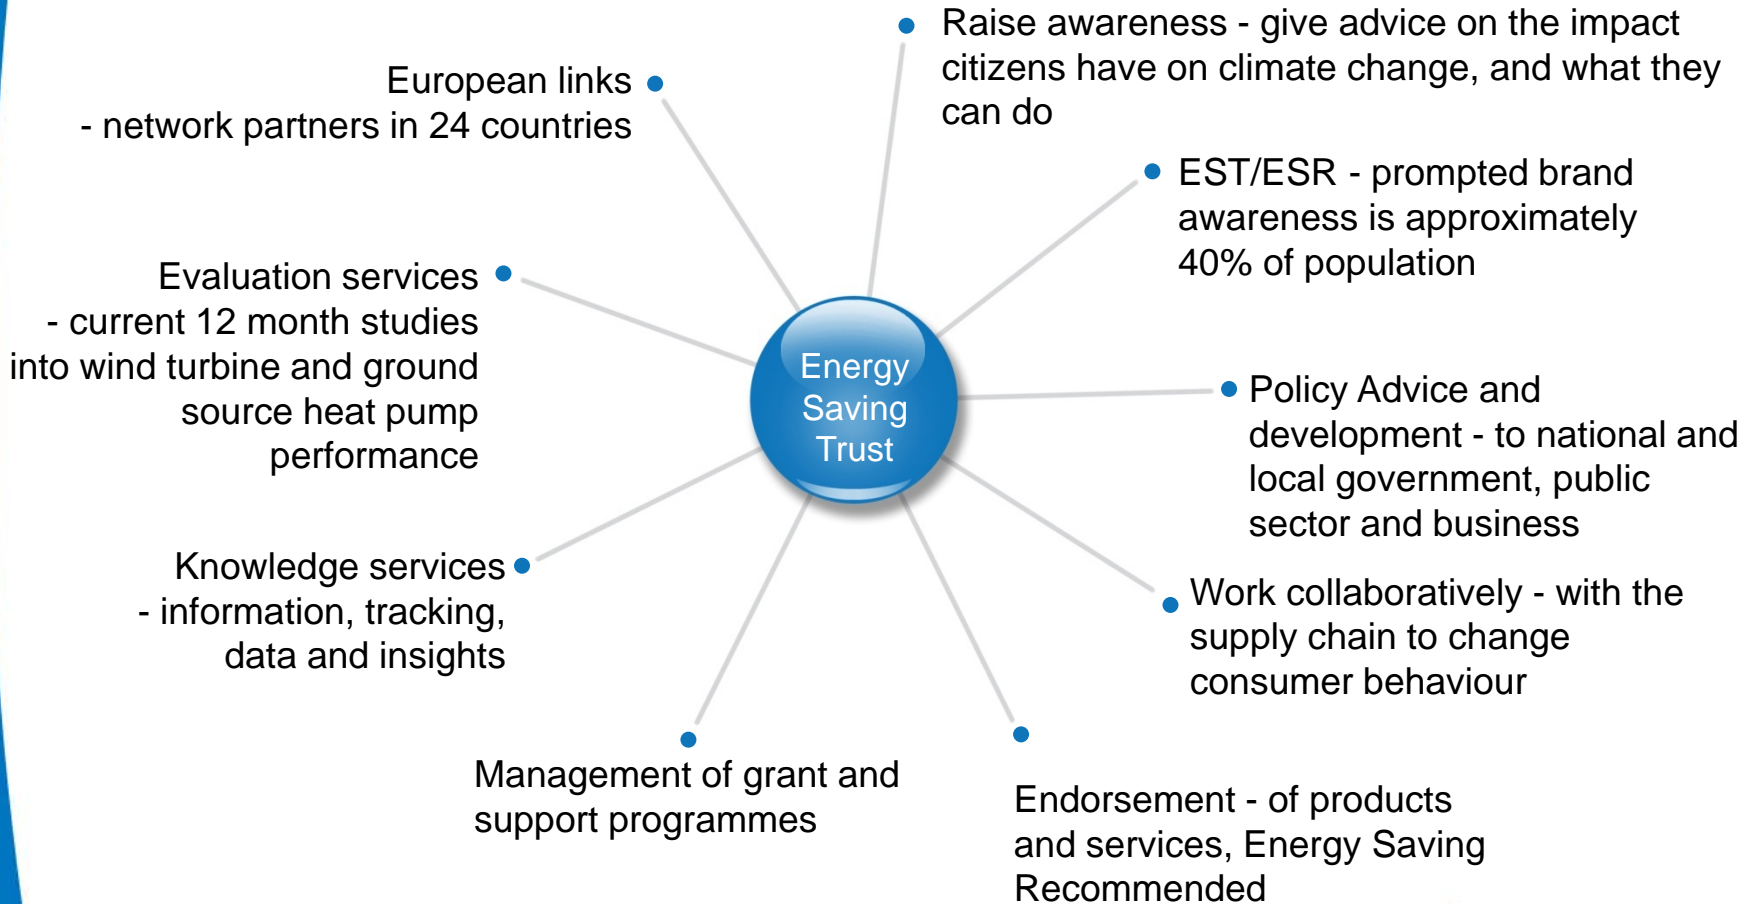 Raise awareness - give advice on the impact
citizens have on climate change, and what they
can do
European links
- network partners in 24 countries
EST/ESR - prompted brand
awareness is approximately
40% of population
Evaluation services
- current 12 month studies
into wind turbine and ground
source heat pump
performance
Energy
Saving
Trust
Policy Advice and
development - to national and
local government, public
sector and business
Knowledge services
- information, tracking,
data and insights
Work collaboratively - with the
supply chain to change
consumer behaviour
Management of grant and
support programmes
Endorsement - of products
and services, Energy Saving
Recommended